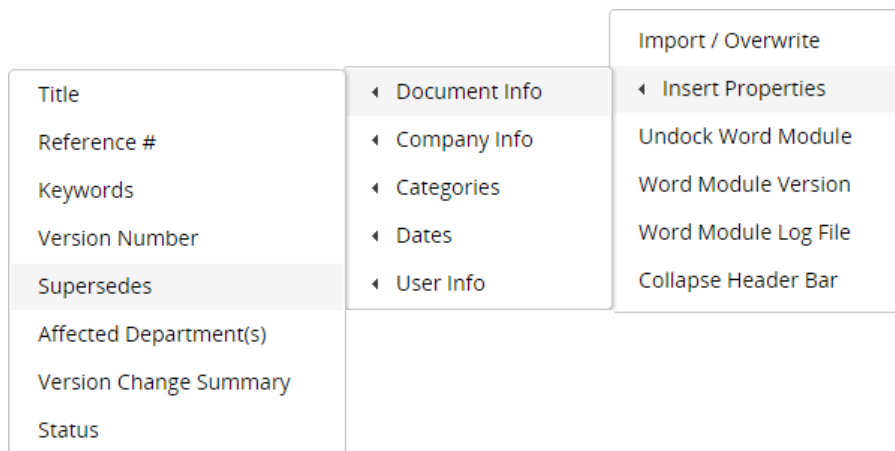 Import / Overwrite
Insert Properties
Undock Word Module
Word Module Version
Word Module Log File
Collapse Header Bar
Document Info
Company Info
Categories
Dates
User Info
Title
Reference #
Keywords
Version Number
Supersedes
Affected Department(s)
Version Change Summary
Status